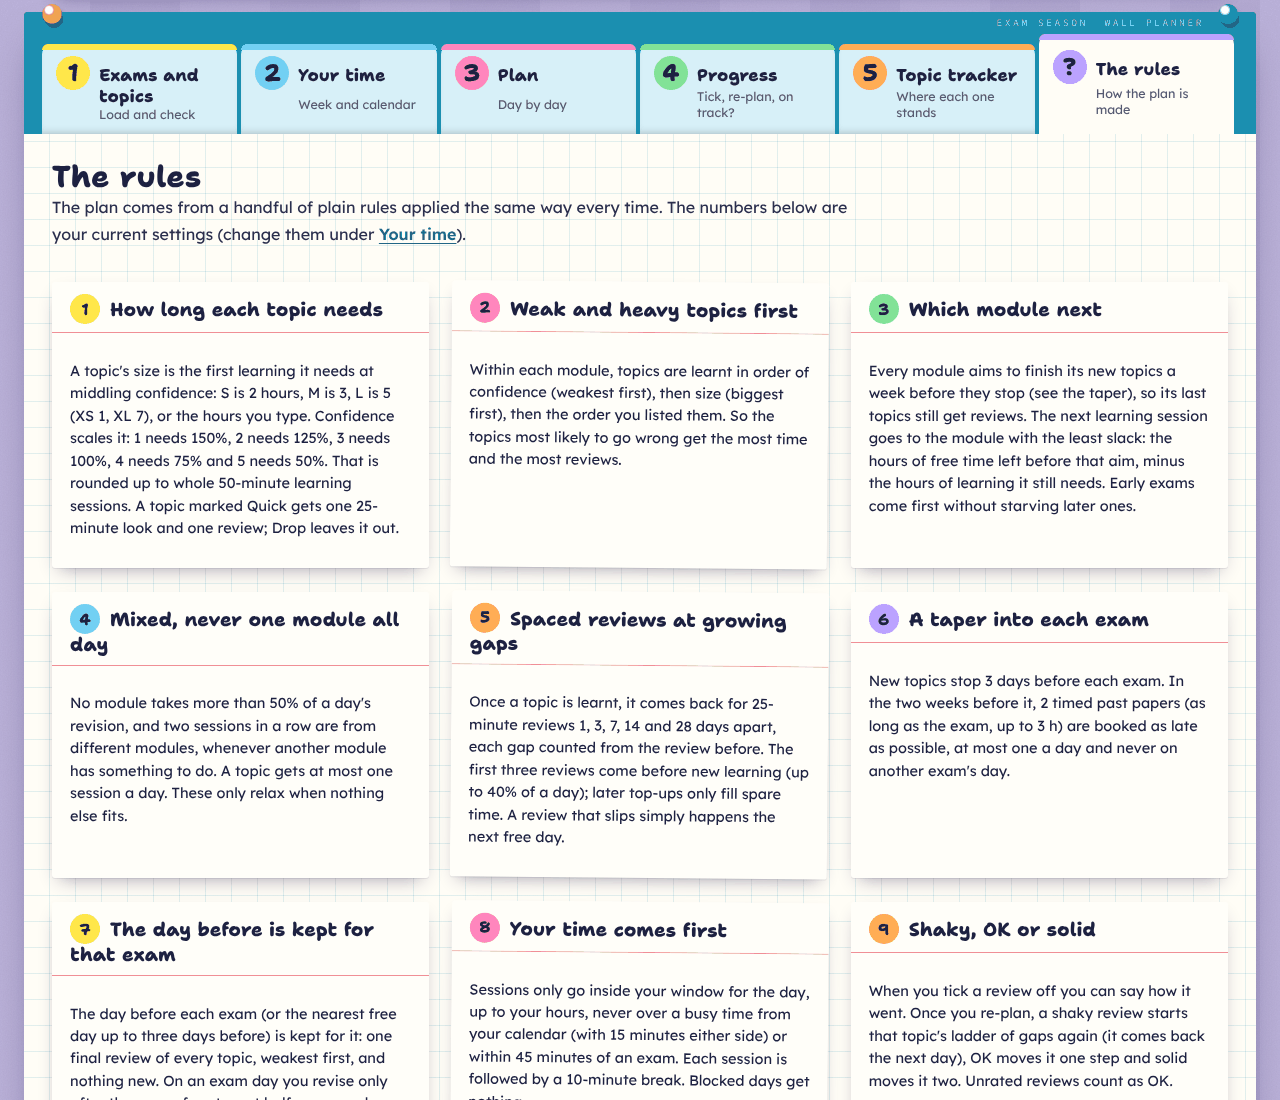 EXAM SEASON WALL PLANNER
1 Exams and topics
Load and check
2 Your time
Week and calendar
3 Plan
Day by day
4 Progress
Tick, re-plan, on track?
5 Topic tracker
Where each one stands
? The rules
How the plan is made
The rules
The plan comes from a handful of plain rules applied the same way every time. The numbers below are
your current settings (change them under Your time).
1 How long each topic needs
A topic's size is the first learning it needs at
middling confidence: S is 2 hours, M is 3, L is 5
(XS 1, XL 7), or the hours you type. Confidence
scales it: 1 needs 150%, 2 needs 125%, 3 needs
100%, 4 needs 75% and 5 needs 50%. That is
rounded up to whole 50-minute learning
sessions. A topic marked Quick gets one 25-
minute look and one review; Drop leaves it out.
2 Weak and heavy topics first
Within each module, topics are learnt in order of
confidence (weakest first), then size (biggest
first), then the order you listed them. So the
topics most likely to go wrong get the most time
and the most reviews.
3 Which module next
Every module aims to finish its new topics a
week before they stop (see the taper), so its last
topics still get reviews. The next learning session
goes to the module with the least slack: the
hours of free time left before that aim, minus
the hours of learning it still needs. Early exams
come first without starving later ones.
4 Mixed, never one module all
day
No module takes more than 50% of a day's
revision, and two sessions in a row are from
different modules, whenever another module
has something to do. A topic gets at most one
session a day. These only relax when nothing
else fits.
5 Spaced reviews at growing
gaps
Once a topic is learnt, it comes back for 25-
minute reviews 1, 3, 7, 14 and 28 days apart,
each gap counted from the review before. The
first three reviews come before new learning (up
to 40% of a day); later top-ups only fill spare
time. A review that slips simply happens the
next free day.
6 A taper into each exam
New topics stop 3 days before each exam. In
the two weeks before it, 2 timed past papers (as
long as the exam, up to 3 h) are booked as late
as possible, at most one a day and never on
another exam's day.
7 The day before is kept for
that exam
The day before each exam (or the nearest free
day up to three days before) is kept for it: one
final review of every topic, weakest first, and
nothing new. On an exam day you revise only
8 Your time comes first
Sessions only go inside your window for the day,
up to your hours, never over a busy time from
your calendar (with 15 minutes either side) or
within 45 minutes of an exam. Each session is
followed by a 10-minute break. Blocked days get
9 Shaky, OK or solid
When you tick a review off you can say how it
went. Once you re-plan, a shaky review starts
that topic's ladder of gaps again (it comes back
the next day), OK moves it one step and solid
moves it two. Unrated reviews count as OK.